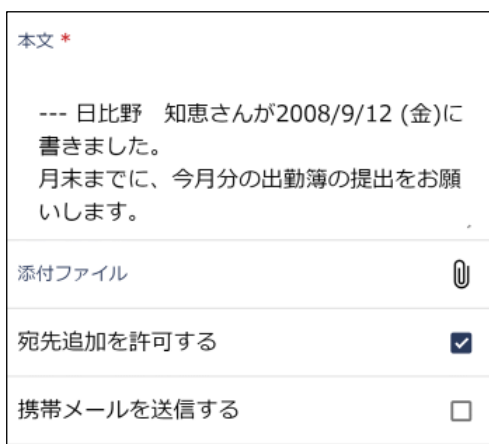 本文 *
--- 日比野　知恵さんが2008/9/12 (金)に
書きました。
月末までに、今月分の出勤簿の提出をお願
いします。
添付ファイル
宛先追加を許可する
携帯メールを送信する